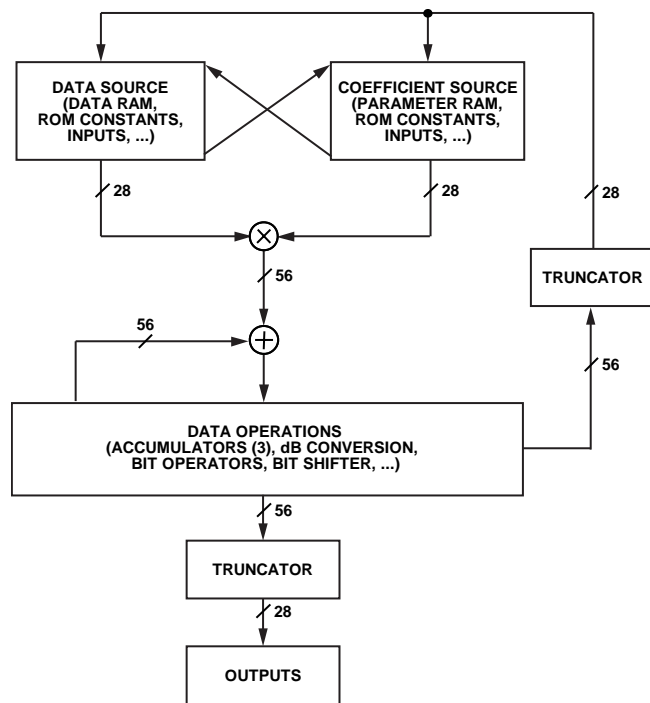 DATA SOURCE
(DATA RAM,
ROM CONSTANTS,
INPUTS, ...)
COEFFICIENT SOURCE
(PARAMETER RAM,
ROM CONSTANTS,
INPUTS, ...)
28
28
28
TRUNCATOR
56
56
56
DATA OPERATIONS
(ACCUMULATORS (3), dB CONVERSION,
BIT OPERATORS, BIT SHIFTER, ...)
56
TRUNCATOR
28
OUTPUTS